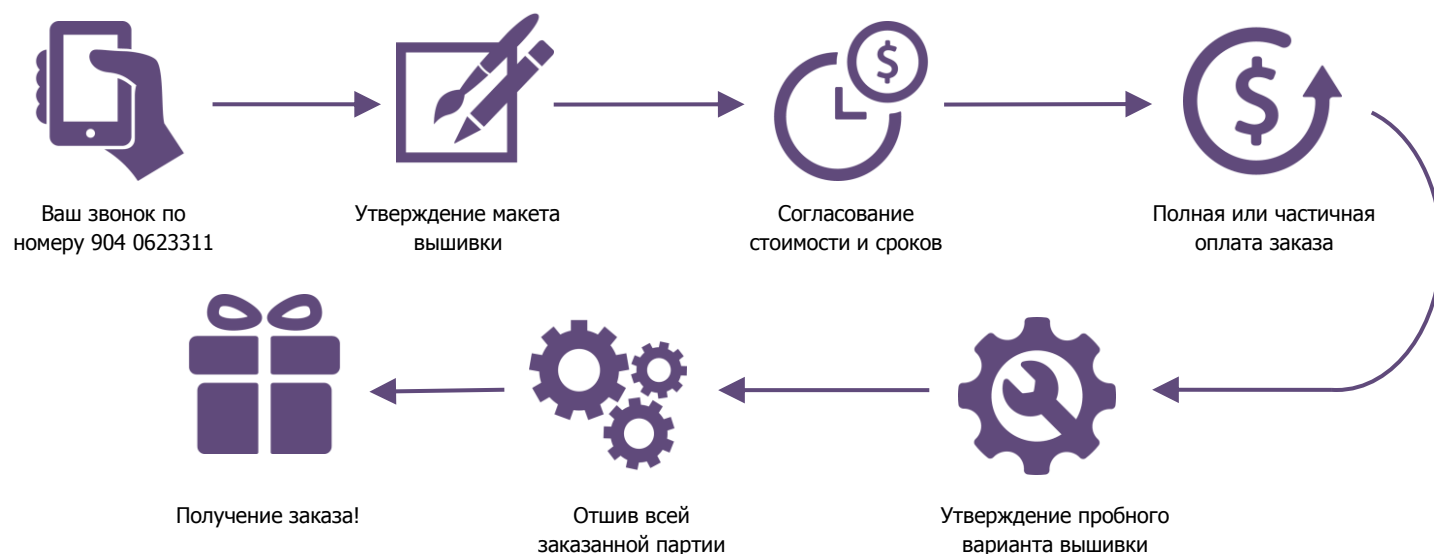 Ваш звонок по
номеру 904 0623311
Утверждение макета
вышивки
Согласование
стоимости и сроков
Полная или частичная
оплата заказа
Утверждение пробного
варианта вышивки
Отшив всей
заказанной партии
Получение заказа!